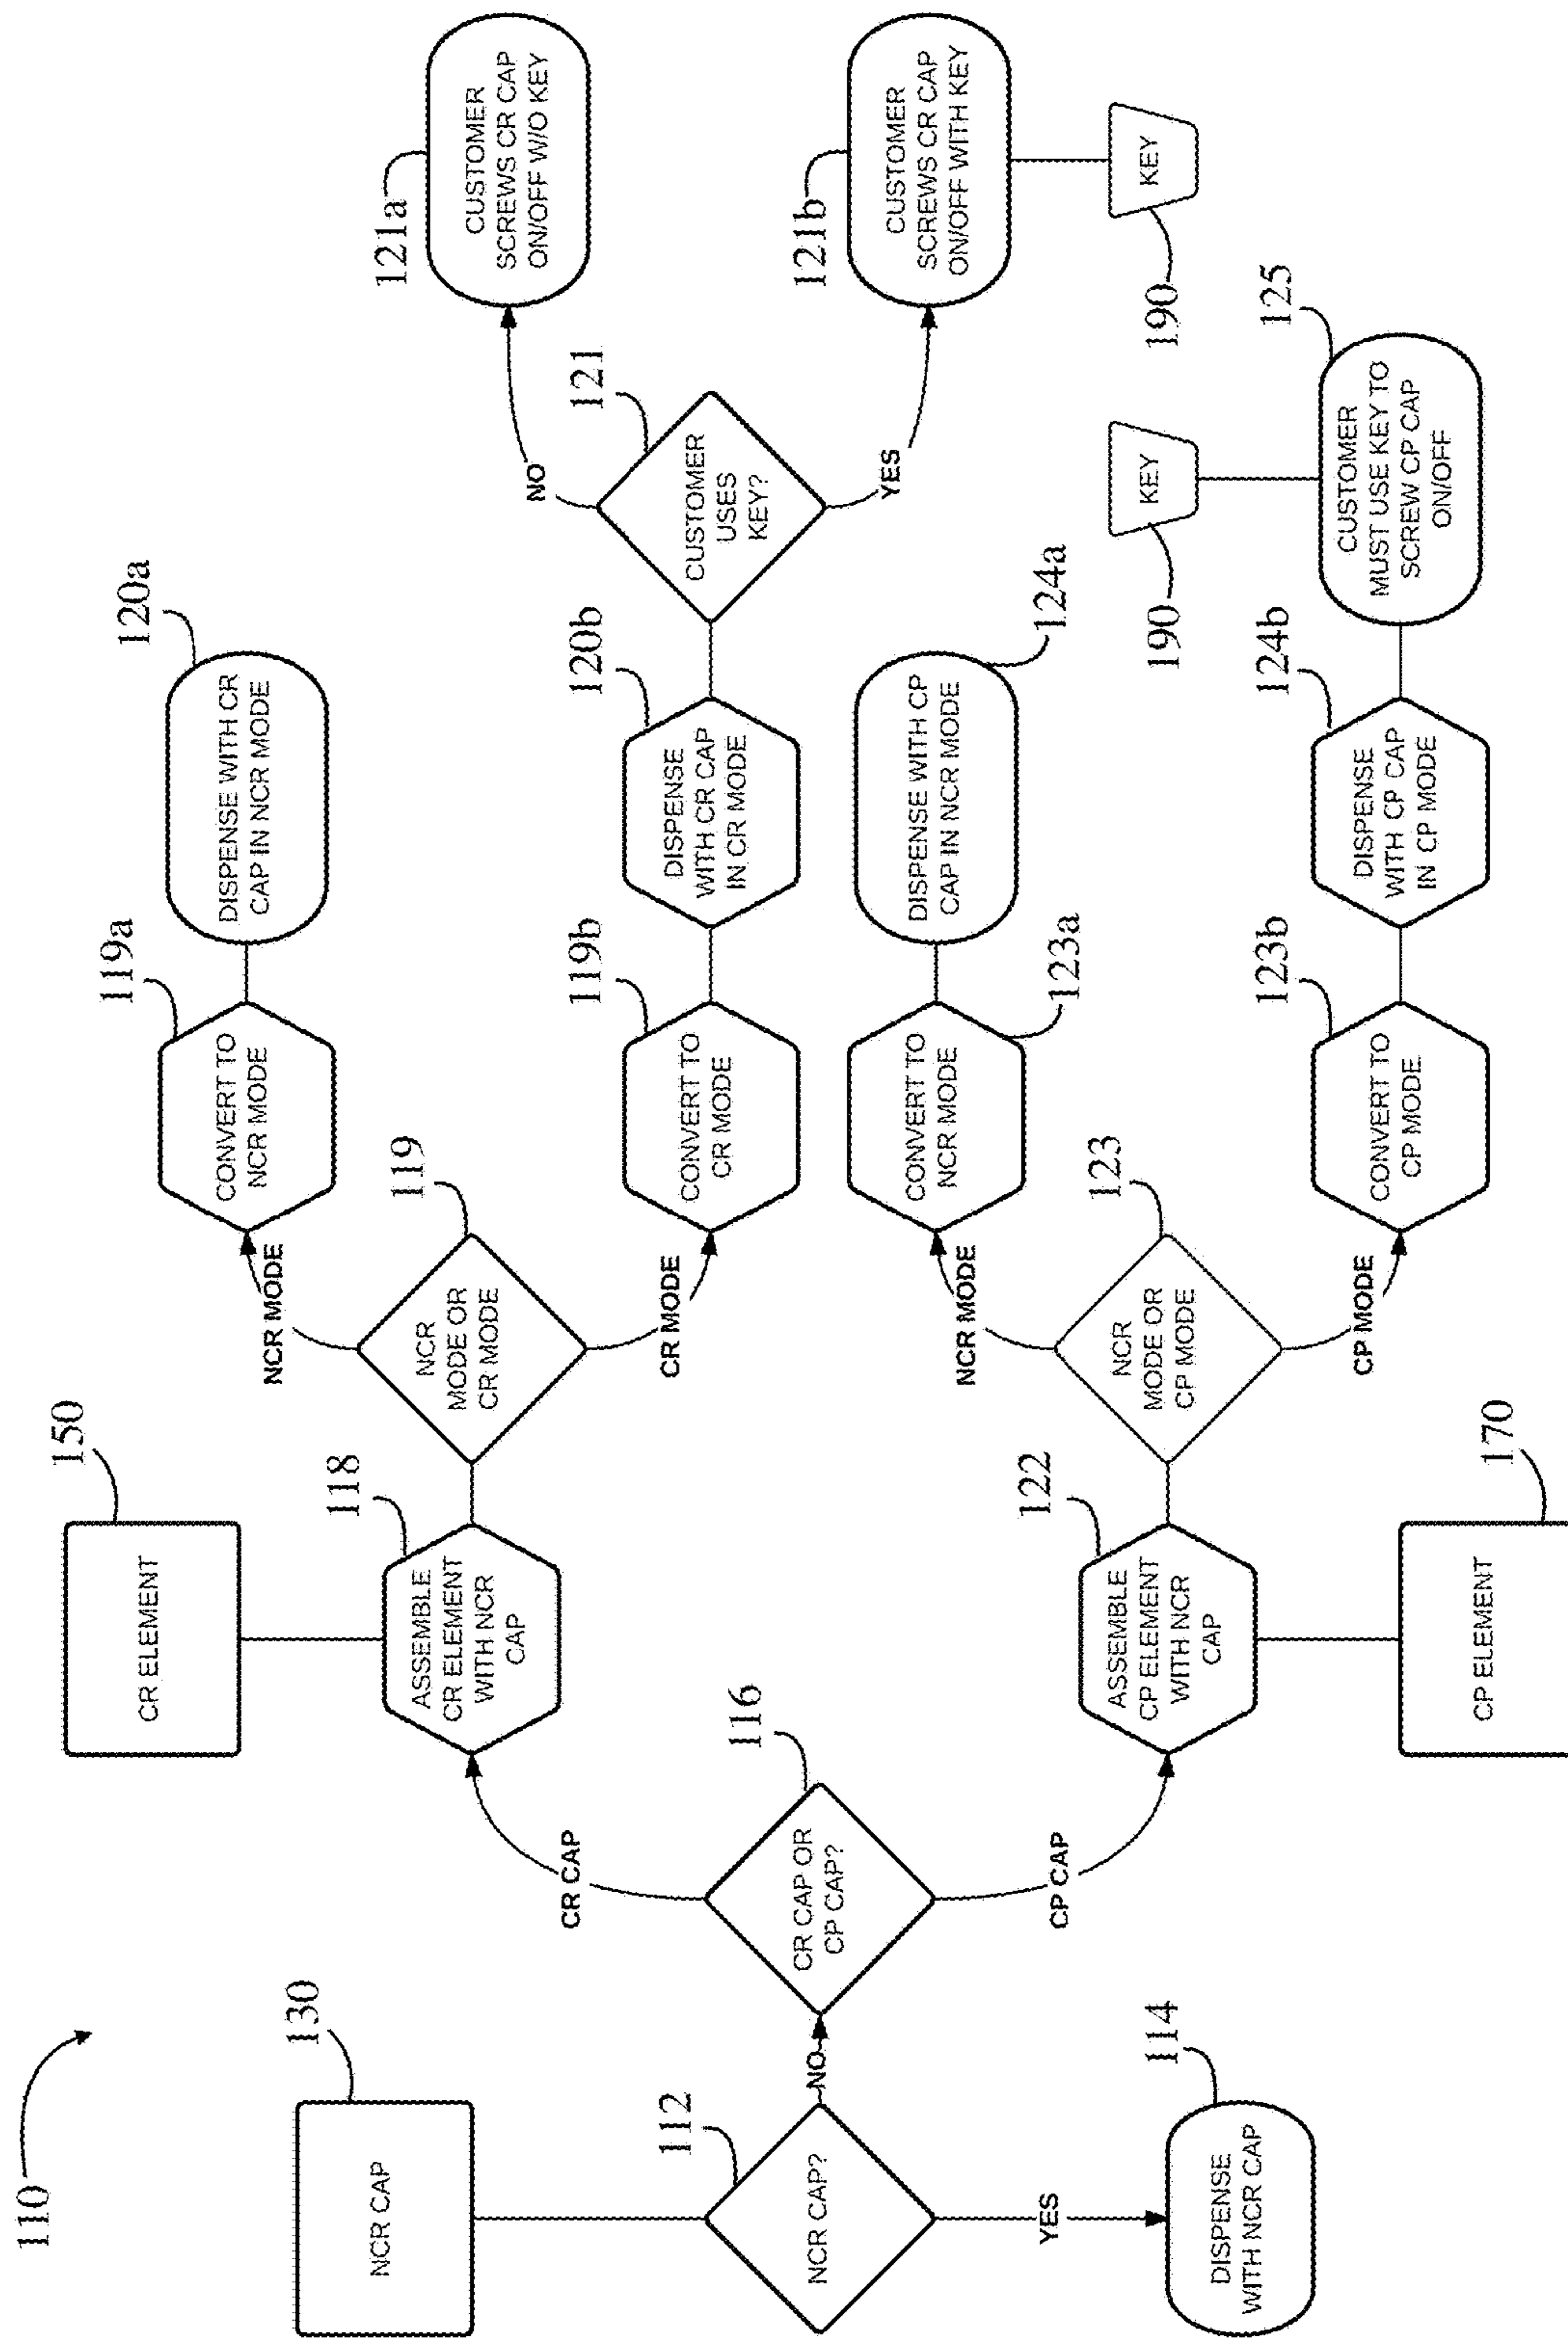 110
130
NCR CAP
112
NCR CAP?
YES
114
DISPENSE
WITH NCR CAP
NO
116
CR CAP OR
CP CAP?
CR CAP
CP CAP
150
CR ELEMENT
118
ASSEMBLE
CR ELEMENT
WITH NCR
CAP
119
NCR
MODE OR
CR MODE
NCR MODE
CR MODE
119a
CONVERT TO
NCR MODE
120a
DISPENSE WITH CR
CAP IN NCR MODE
119b
CONVERT TO
CR MODE
120b
DISPENSE
WITH CR CAP
IN CR MODE
121
CUSTOMER
USES
KEY?
NO
YES
121a
CUSTOMER
SCREWS CR CAP
ON/OFF W/O KEY
121b
CUSTOMER
SCREWS CR CAP
ON/OFF WITH KEY
KEY
190
122
ASSEMBLE
CP ELEMENT
WITH NCR
CAP
170
CP ELEMENT
123
NCR
MODE OR
CP MODE
NCR MODE
CP MODE
123a
CONVERT TO
NCR MODE
124a
DISPENSE WITH CP
CAP IN NCR MODE
123b
CONVERT TO
CP MODE
124b
DISPENSE
WITH CP CAP
IN CP MODE
125
CUSTOMER
MUST USE KEY TO
SCREW CP CAP
ON/OFF
KEY
190